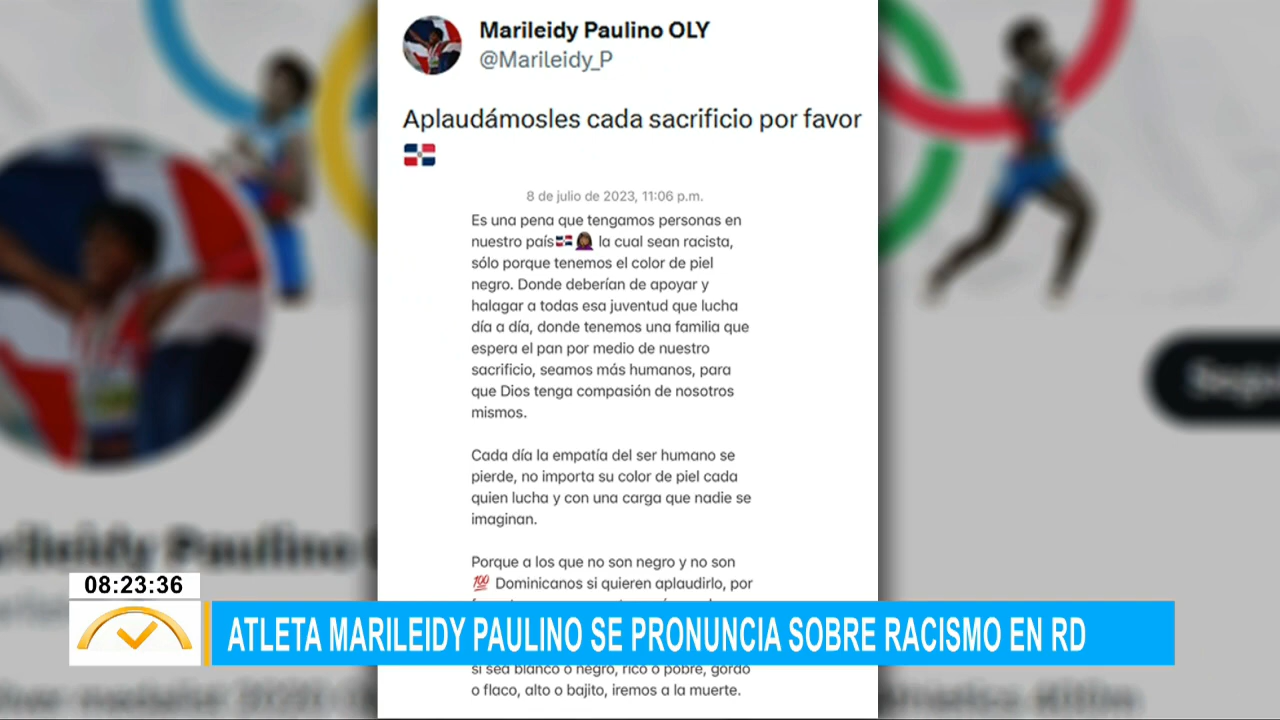 Marileidy Paulino OLY
@Marileidy_P
Aplaudámosles cada sacrificio por favor
8 de julio de 2023, 11:06 p.m.
Es una pena que tengamos personas en
nuestro país🇩🇴🙎🏾‍♀️ la cual sean racista,
sólo porque tenemos el color de piel
negro. Donde deberían de apoyar y
halagar a todas esa juventud que lucha
día a día, donde tenemos una familia que
espera el pan por medio de nuestro
sacrificio, seamos más humanos, para
que Dios tenga compasión de nosotros
mismos.
Cada día la empatía del ser humano se
pierde, no importa su color de piel cada
quien lucha y con una carga que nadie se
imaginan.
Porque a los que no son negro y no son
💯 Dominicanos si quieren aplaudirlo, por
08:23:36
ATLETA MARILEIDY PAULINO SE PRONUNCIA SOBRE RACISMO EN RD
si sea blanco o negro, rico o pobre, gordo
o flaco, alto o bajito, iremos a la muerte.